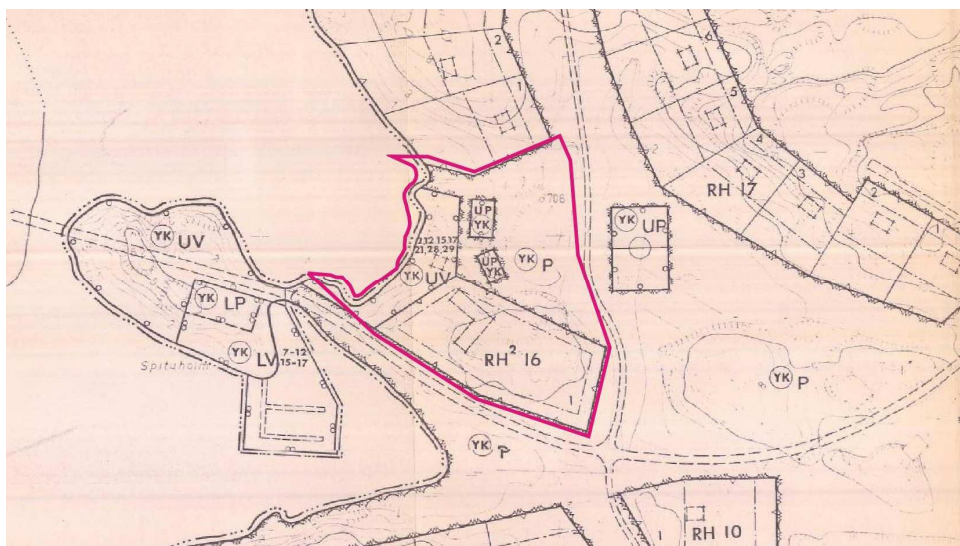 2
1
6
5
4
3
2
1
RH 17
706
UP
YK
YK UP
UP
YK
YK P
YK UV
YK UV
YK LP
YK LV 7-12
15-17
Spituholm
RH² 16
1
YK P
YK P
1
RH 10